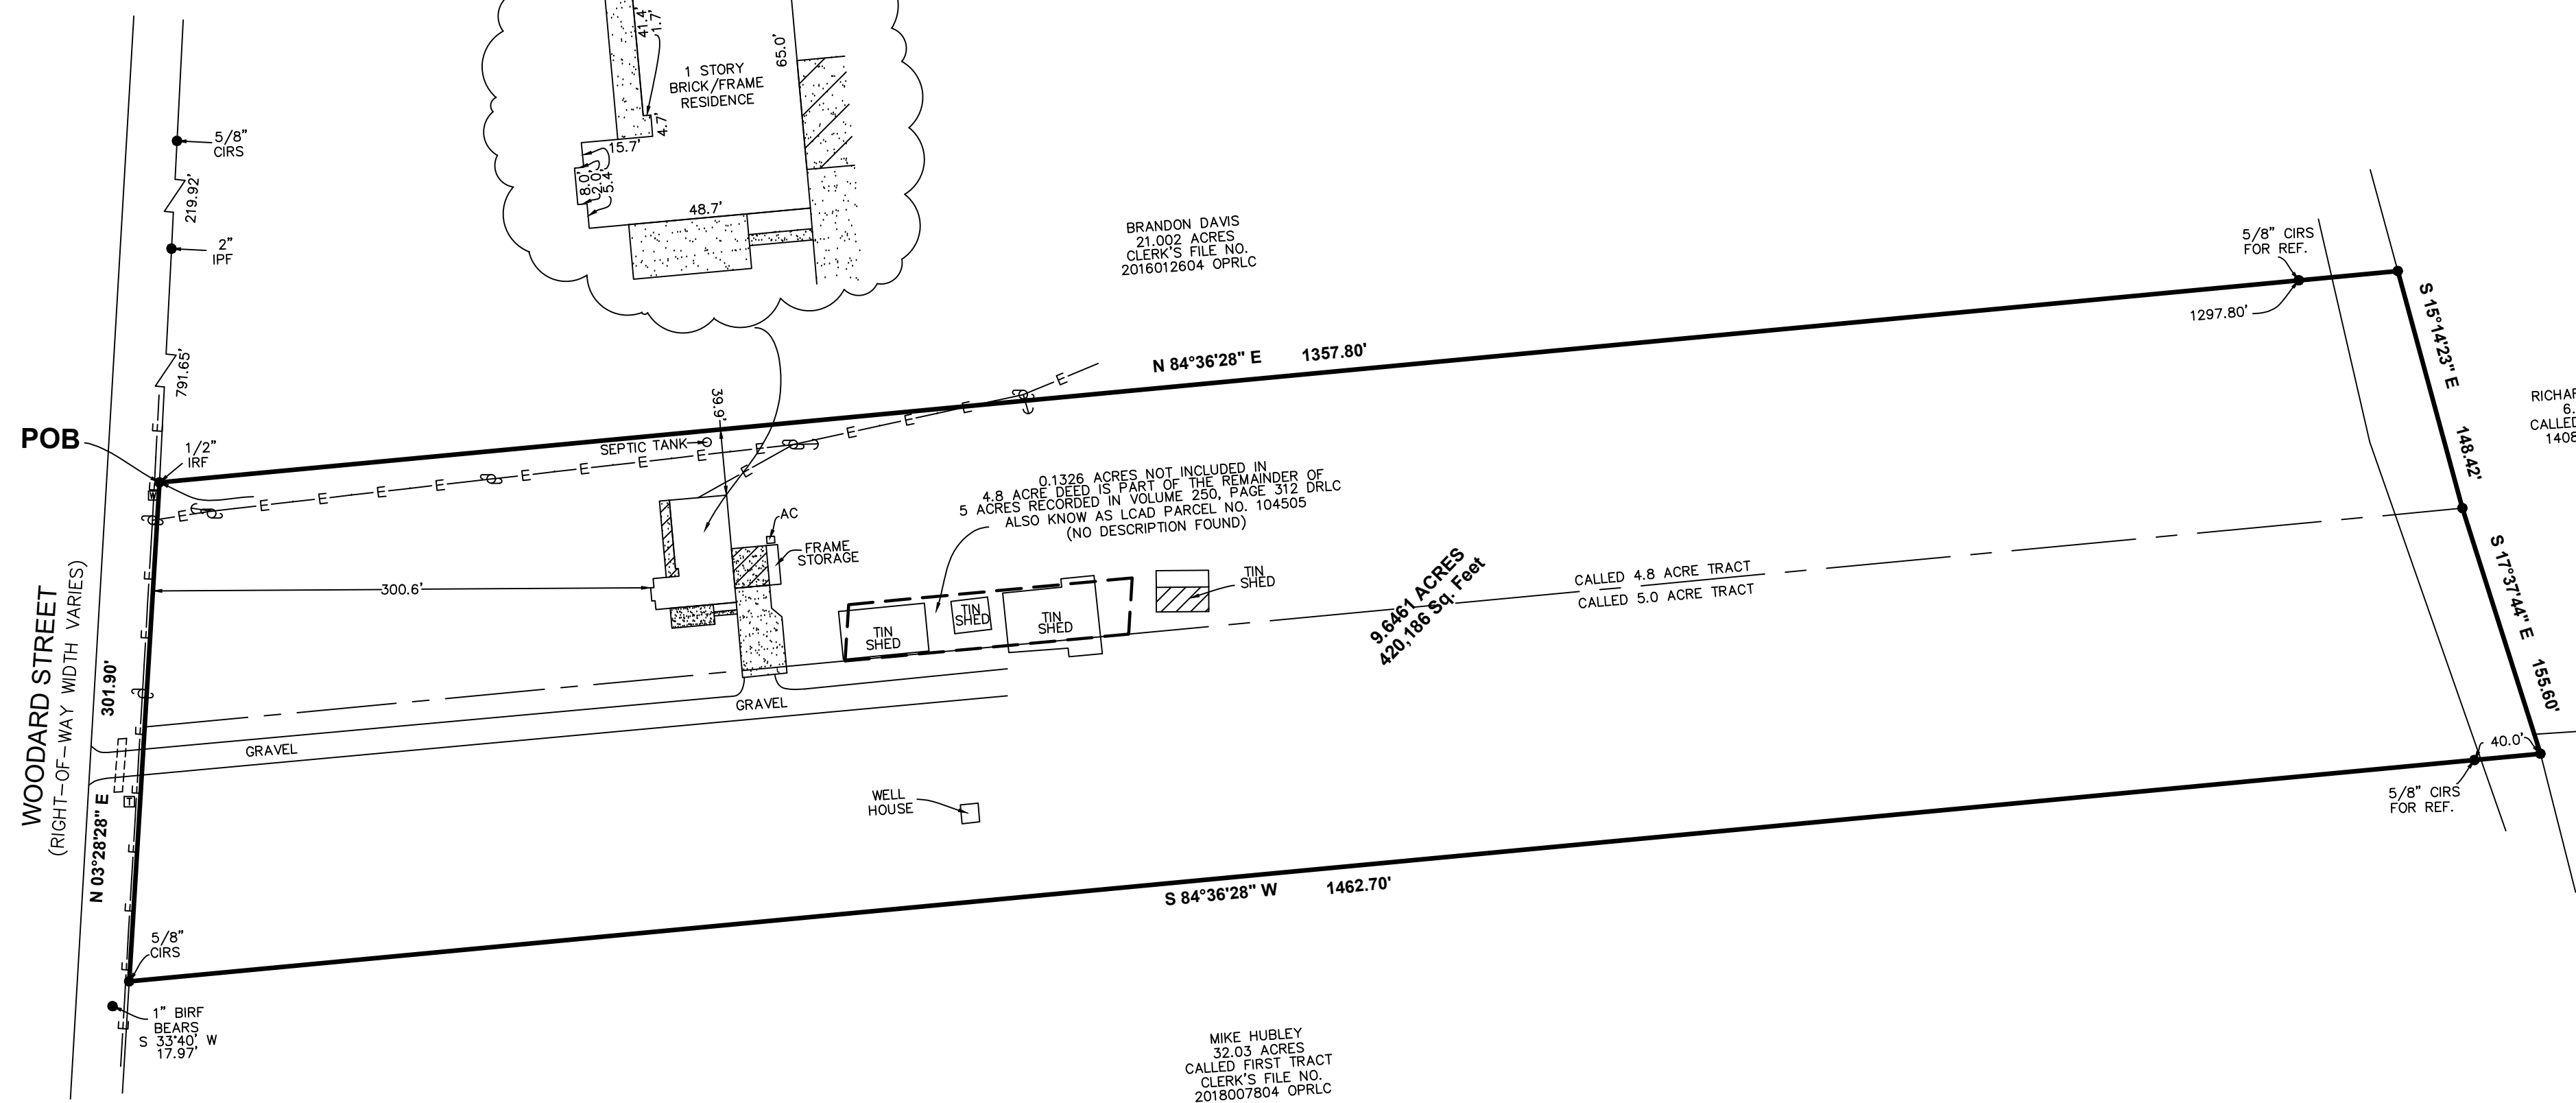 41.4'
1.7'
65.0'
1 STORY
BRICK/FRAME
RESIDENCE
4.7'
15.7'
8.0'
2.0'
5.4'
48.7'
5/8"
CIRS
219.92'
2"
IPF
791.65'
BRANDON DAVIS
21.002 ACRES
CLERK'S FILE NO.
2016012604 OPRLC
5/8" CIRS
FOR REF.
1297.80'
S 15°14'23" E 148.42'
N 84°36'28" E 1357.80'
39.9'
POB
1/2"
IRF
SEPTIC TANK
E E E E E E E E E E E E E E
W
RICHAR
6.
CALLED
1408
0.1326 ACRES NOT INCLUDED IN
4.8 ACRE DEED IS PART OF THE REMAINDER OF
5 ACRES RECORDED IN VOLUME 250, PAGE 312 DRLC
ALSO KNOW AS LCAD PARCEL NO. 104505
(NO DESCRIPTION FOUND)
AC
FRAME
STORAGE
300.6'
TIN
SHED
TIN
SHED
TIN
SHED
TIN
SHED
9.6461 ACRES
420,186 Sq. Feet
CALLED 4.8 ACRE TRACT
CALLED 5.0 ACRE TRACT
S 17°37'44" E 155.60'
WOODARD STREET
(RIGHT-OF-WAY WIDTH VARIES)
N 03°28'28" E 301.90'
GRAVEL
GRAVEL
T
WELL
HOUSE
40.0'
5/8" CIRS
FOR REF.
S 84°36'28" W 1462.70'
5/8"
CIRS
1" BIRF
BEARS
S 33°40' W
17.97'
MIKE HUBLEY
32.03 ACRES
CALLED FIRST TRACT
CLERK'S FILE NO.
2018007804 OPRLC